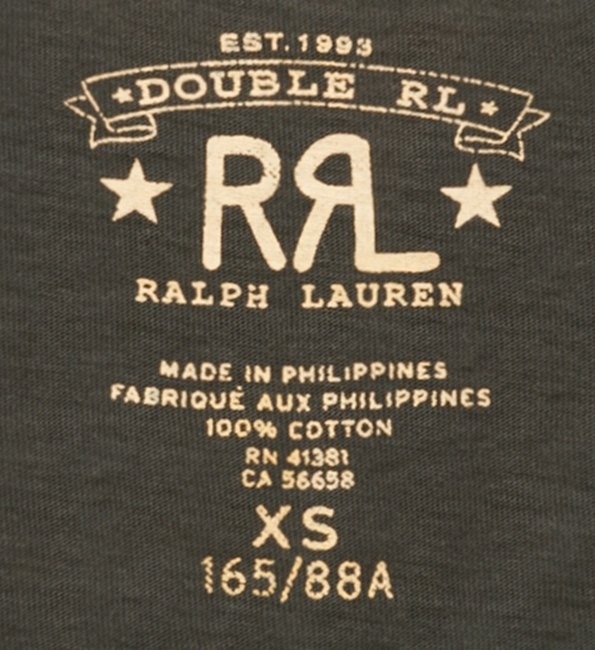 EST. 1993
★DOUBLE RL★
RRL
RALPH LAUREN
MADE IN PHILIPPINES
FABRIQUÉ AUX PHILIPPINES
100% COTTON
RN 41381
CA 56658
XS
165/88A